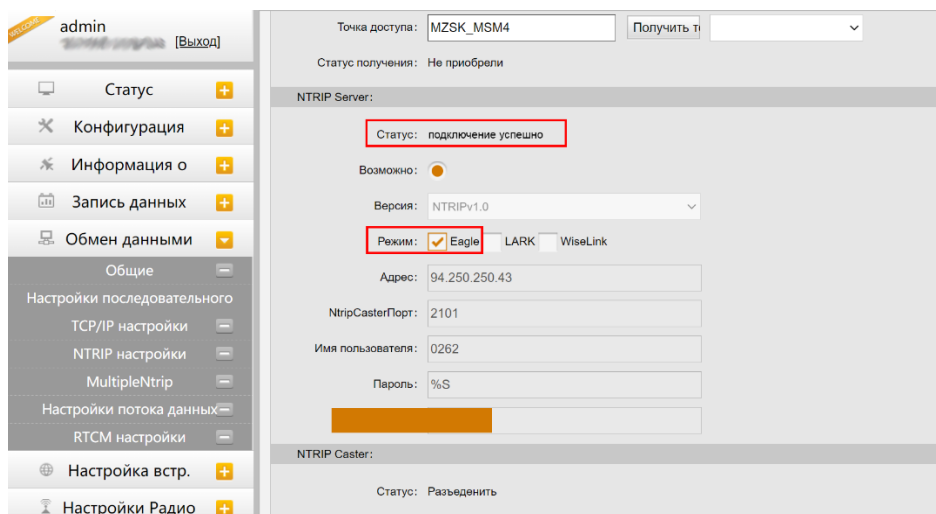 WELCOME
admin
[Выход]
Статус
Конфигурация
Информация о
Запись данных
Обмен данными
Общие
Настройки последовательного
TCP/IP настройки
NTRIP настройки
MultipleNtrip
Настройки потока данных
RTCM настройки
Настройка встр.
Настройки Радио
Точка доступа: MZSK_MSM4 Получить т
Статус получения: Не приобрели
NTRIP Server:
Статус: подключение успешно
Возможно:
Версия: NTRIPv1.0
Режим: Eagle LARK WiseLink
Адрес: 94.250.250.43
NtripCasterПорт: 2101
Имя пользователя: 0262
Пароль: %S
NTRIP Caster:
Статус: Разъеденить